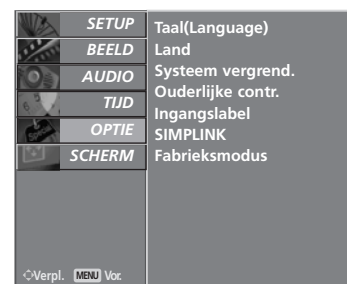 SETUP
BEELD
AUDIO
TIJD
OPTIE
SCHERM
Taal(Language)
Land
Systeem vergrend.
Ouderlijke contr.
Ingangslabel
SIMPLINK
Fabrieksmodus
Verpl. MENU Vor.